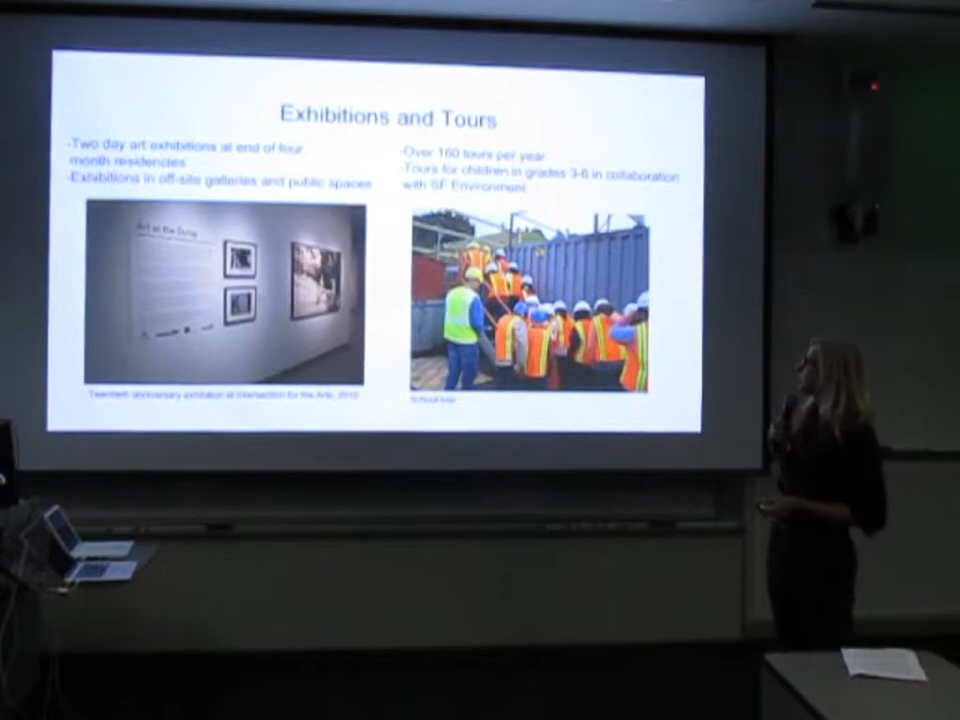 Exhibitions and Tours
-Two day art exhibitions at end of four
month residencies
-Exhibitions in off-site galleries and public spaces
-Over 160 tours per year
-Tours for children in grades 3-6 in collaboration
with SF Environment
Art at the Dump
Twentieth anniversary exhibition at Intersection for the Arts, 2010
School tour